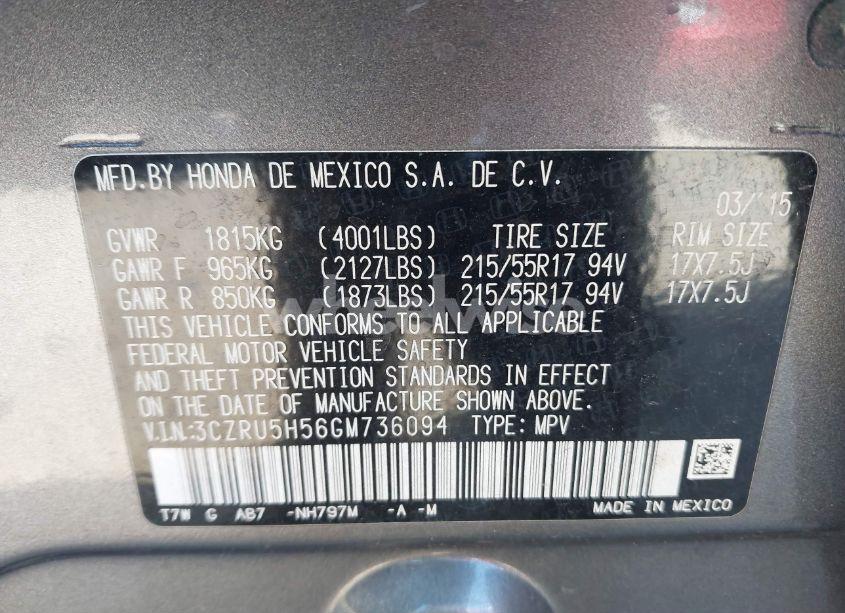 MFD.BY HONDA DE MEXICO S.A. DE C.V.
03/'15
GVWR 1815KG (4001LBS) TIRE SIZE RIM SIZE
GAWR F 965KG (2127LBS) 215/55R17 94V 17X7.5J
GAWR R 850KG (1873LBS) 215/55R17 94V 17X7.5J
THIS VEHICLE CONFORMS TO ALL APPLICABLE
FEDERAL MOTOR VEHICLE SAFETY
AND THEFT PREVENTION STANDARDS IN EFFECT
ON THE DATE OF MANUFACTURE SHOWN ABOVE.
V.I.N:3CZRU5H56GM736094 TYPE: MPV
T7W G AB7 -NH797M -A -M MADE IN MEXICO